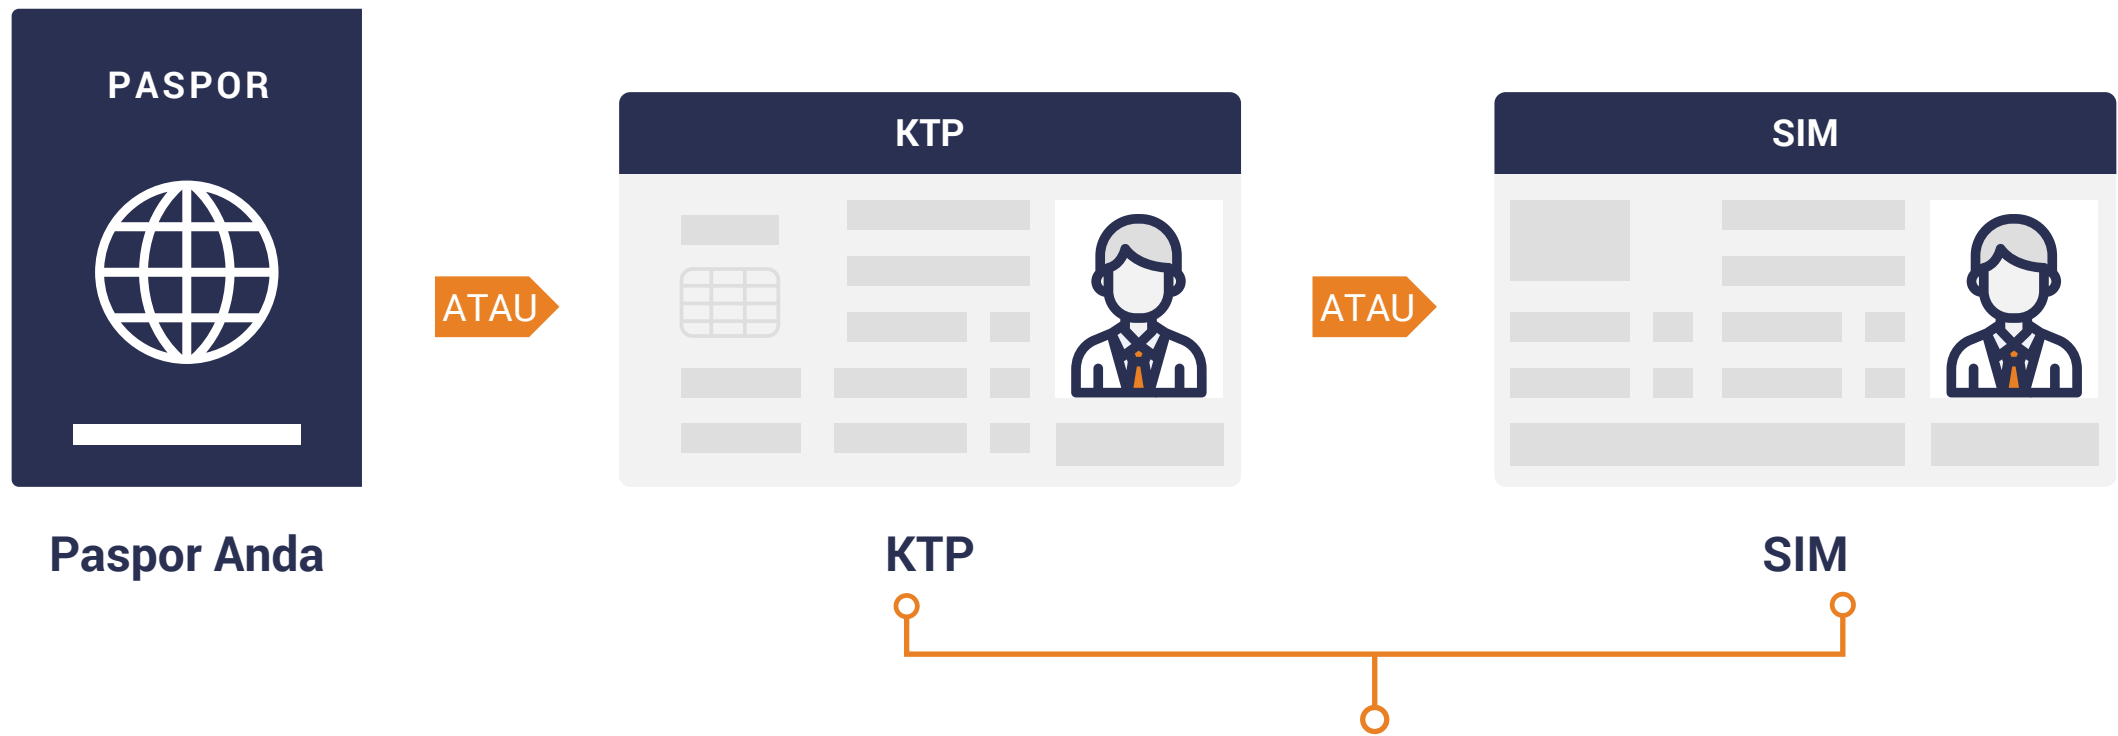 PASPOR
KTP
SIM
ATAU
ATAU
Paspor Anda
KTP
SIM